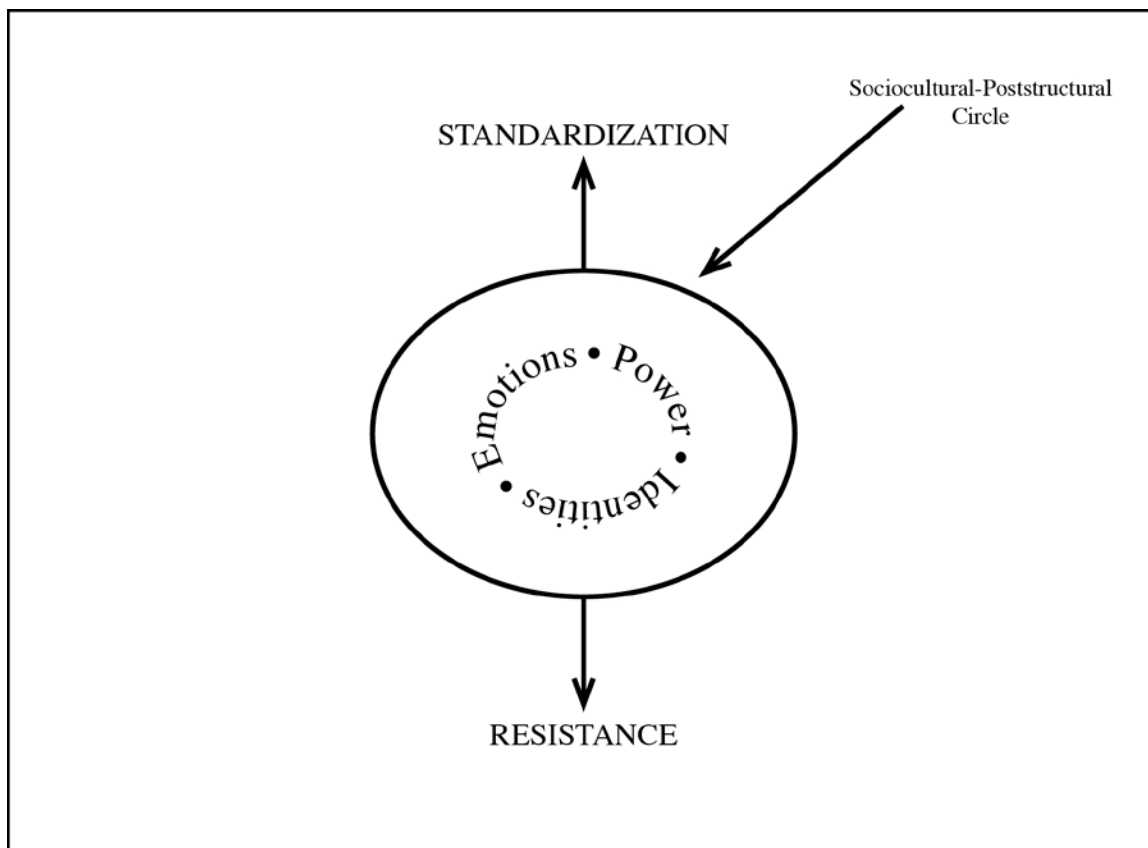 Sociocultural-Poststructural
Circle
STANDARDIZATION
Emotions • Power • Identities •
RESISTANCE